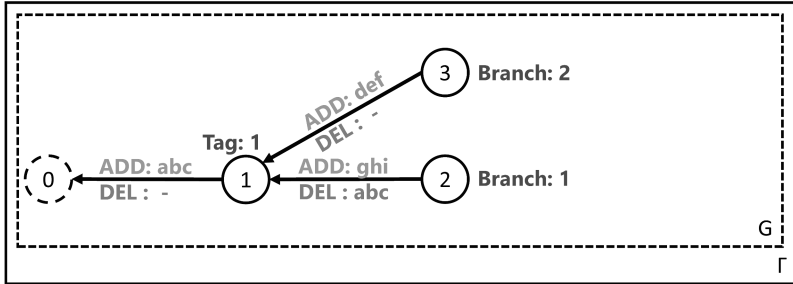 3
Branch: 2
ADD: def
DEL : -
Tag: 1
0
ADD: abc
DEL : -
1
ADD: ghi
DEL : abc
2
Branch: 1
G
Γ